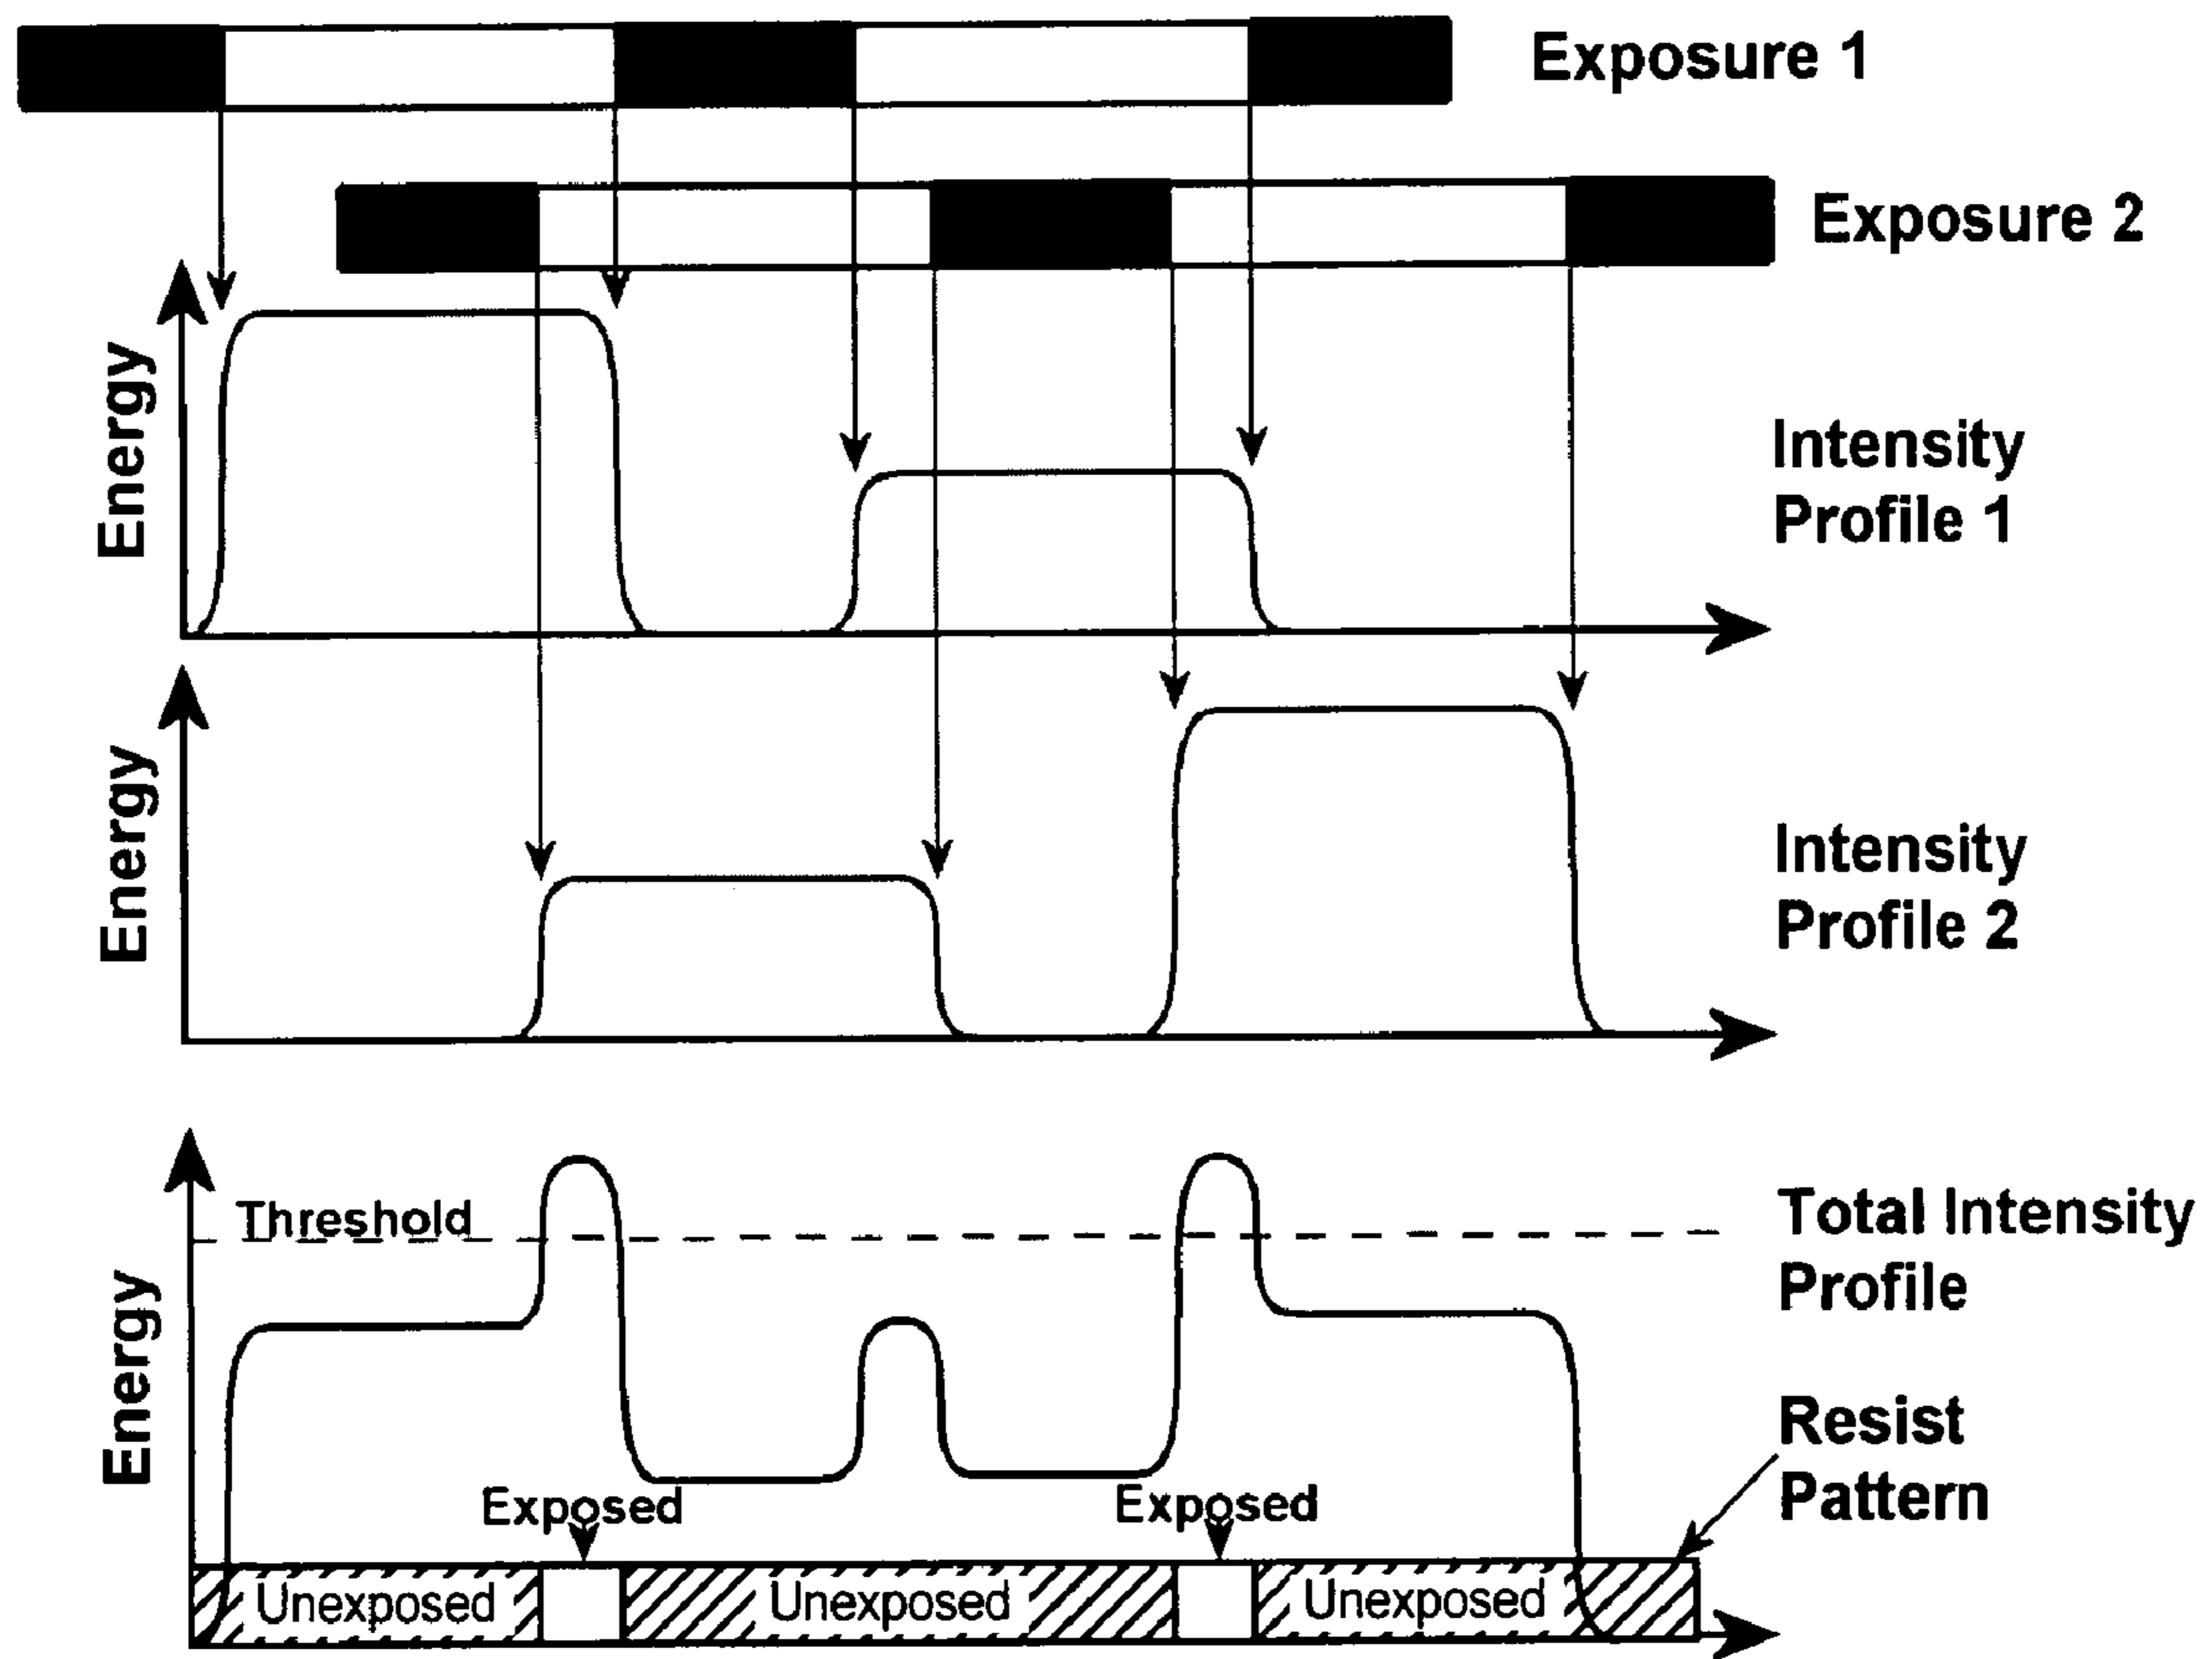 Exposure 1
Exposure 2
Energy
Intensity
Profile 1
Energy
Intensity
Profile 2
Threshold
Total Intensity
Profile
Energy
Resist
Pattern
Exposed
Exposed
Unexposed
Unexposed
Unexposed